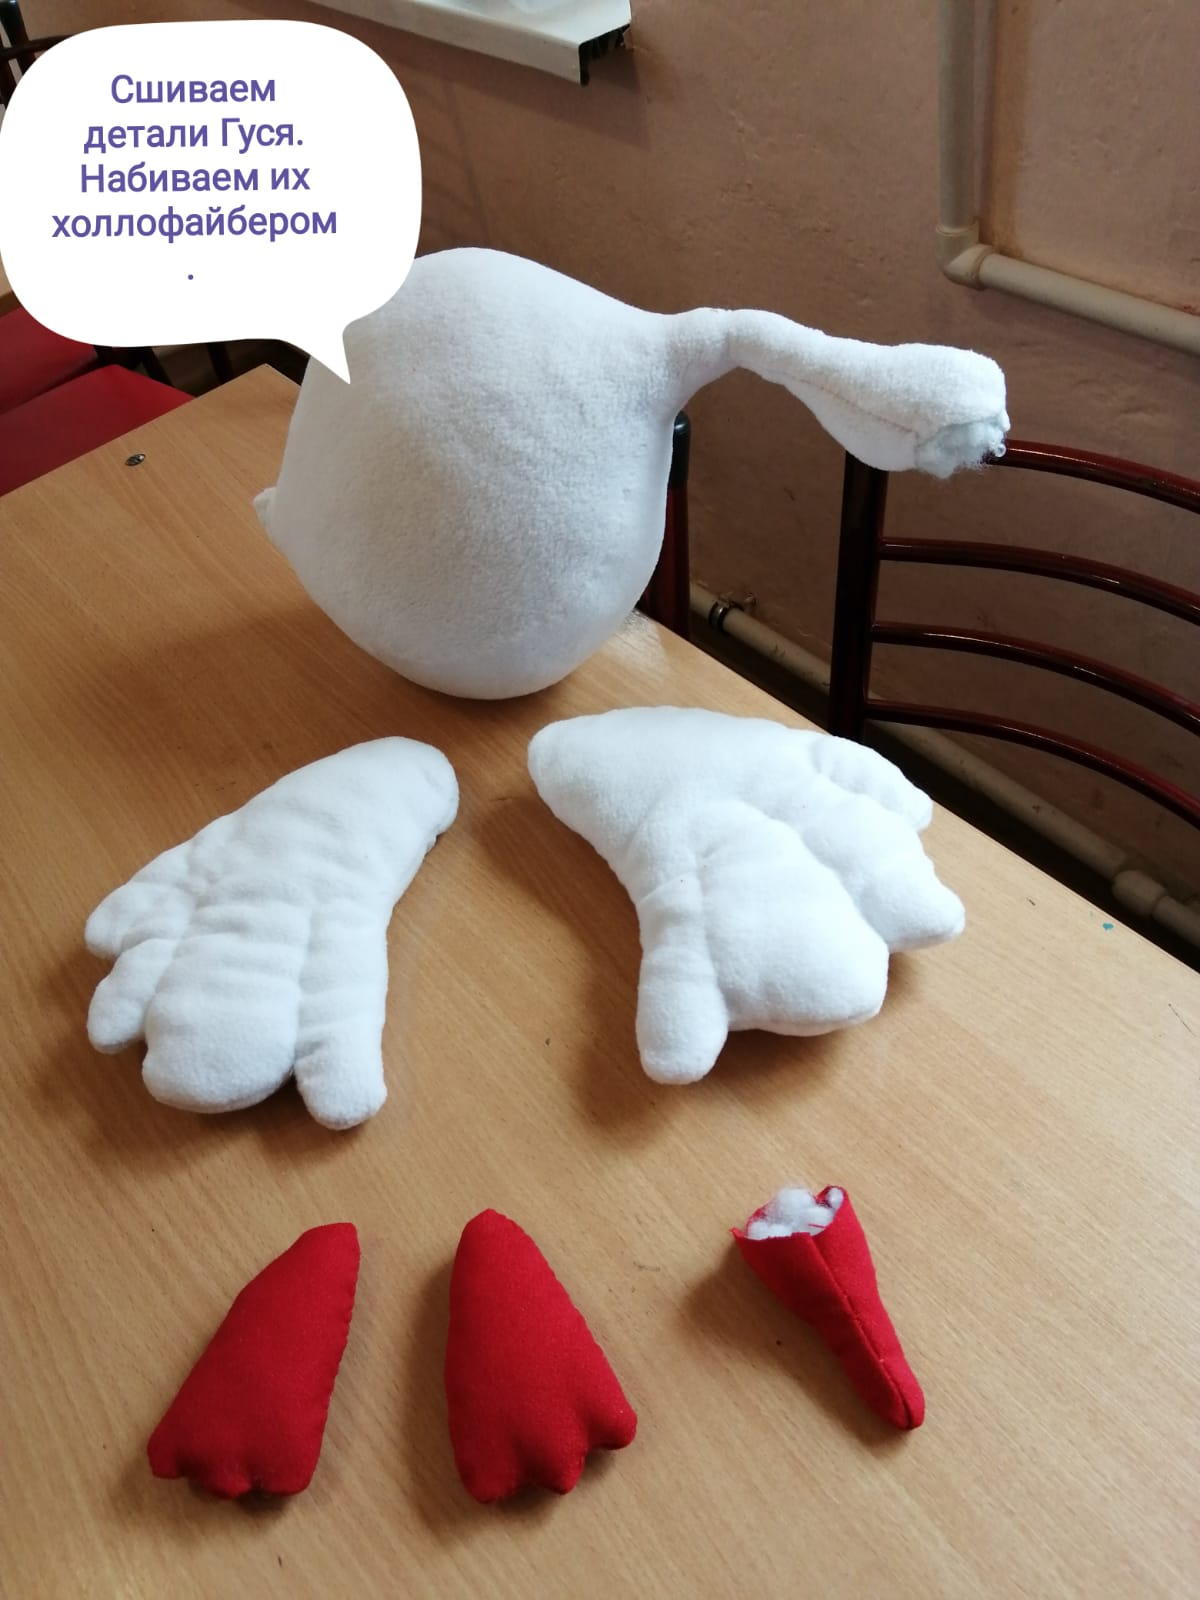 Сшиваем
детали Гуся.
Набиваем их
холлофайбером
.